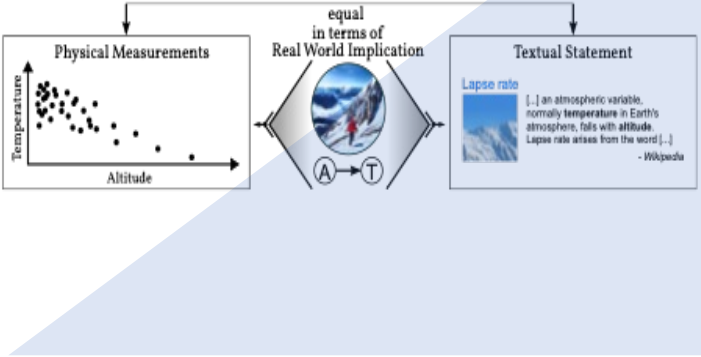 equal
in terms of
Real World Implication
Physical Measurements
Temperature
Altitude
A
T
Textual Statement
Lapse rate
[...] an atmospheric variable,
normally temperature in Earth's
atmosphere, falls with altitude.
Lapse rate arises from the word [...]
- Wikipedia